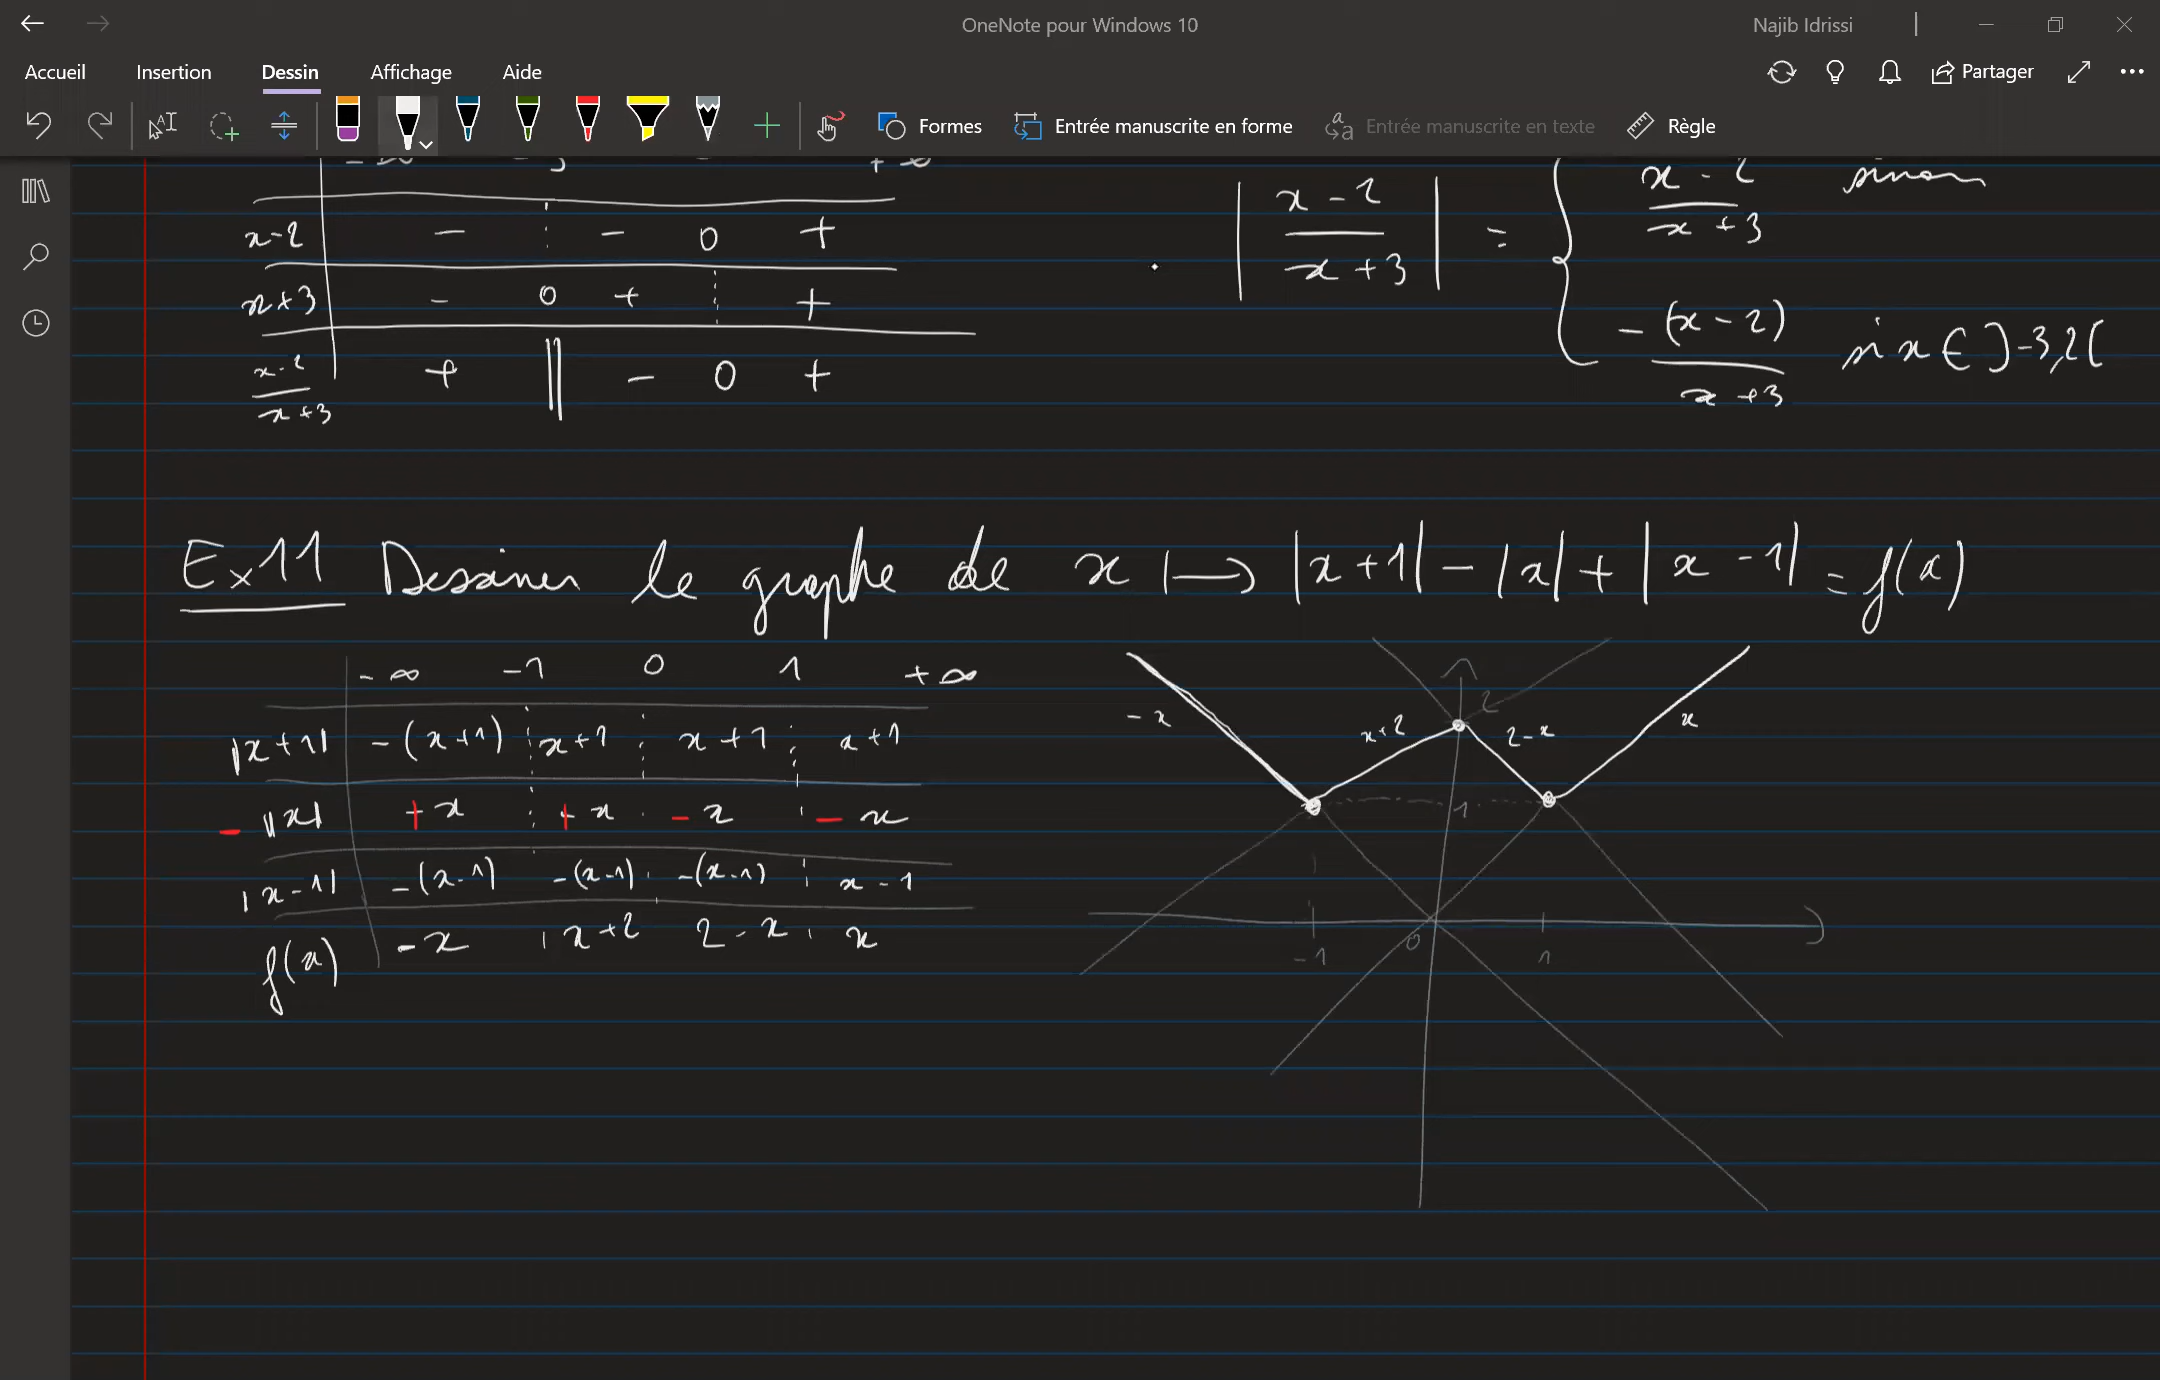 OneNote pour Windows 10
Najib Idrissi
Accueil Insertion Dessin Affichage Aide
Partager
Formes Entrée manuscrite en forme Entrée manuscrite en texte Règle
x-2 - - 0 +
x+3 - 0 + +
x-2/x+3 + || - 0 +
|x-2/x+3| = { x-2/x+3 sinon
-(x-2)/x+3 si x ∈ ]-3,2[
Ex11 Dessiner le graphe de x ↦ |x+1| - |x| + |x-1| = f(x)
-∞ -1 0 1 +∞
|x+1| -(x+1) x+1 x+1 x+1
- |x| + x + x - x - x
|x-1| -(x-1) -(x-1) -(x-1) x-1
f(x) -x x+2 2-x x
-x x+2 2 2-x x
1
-1 0 1